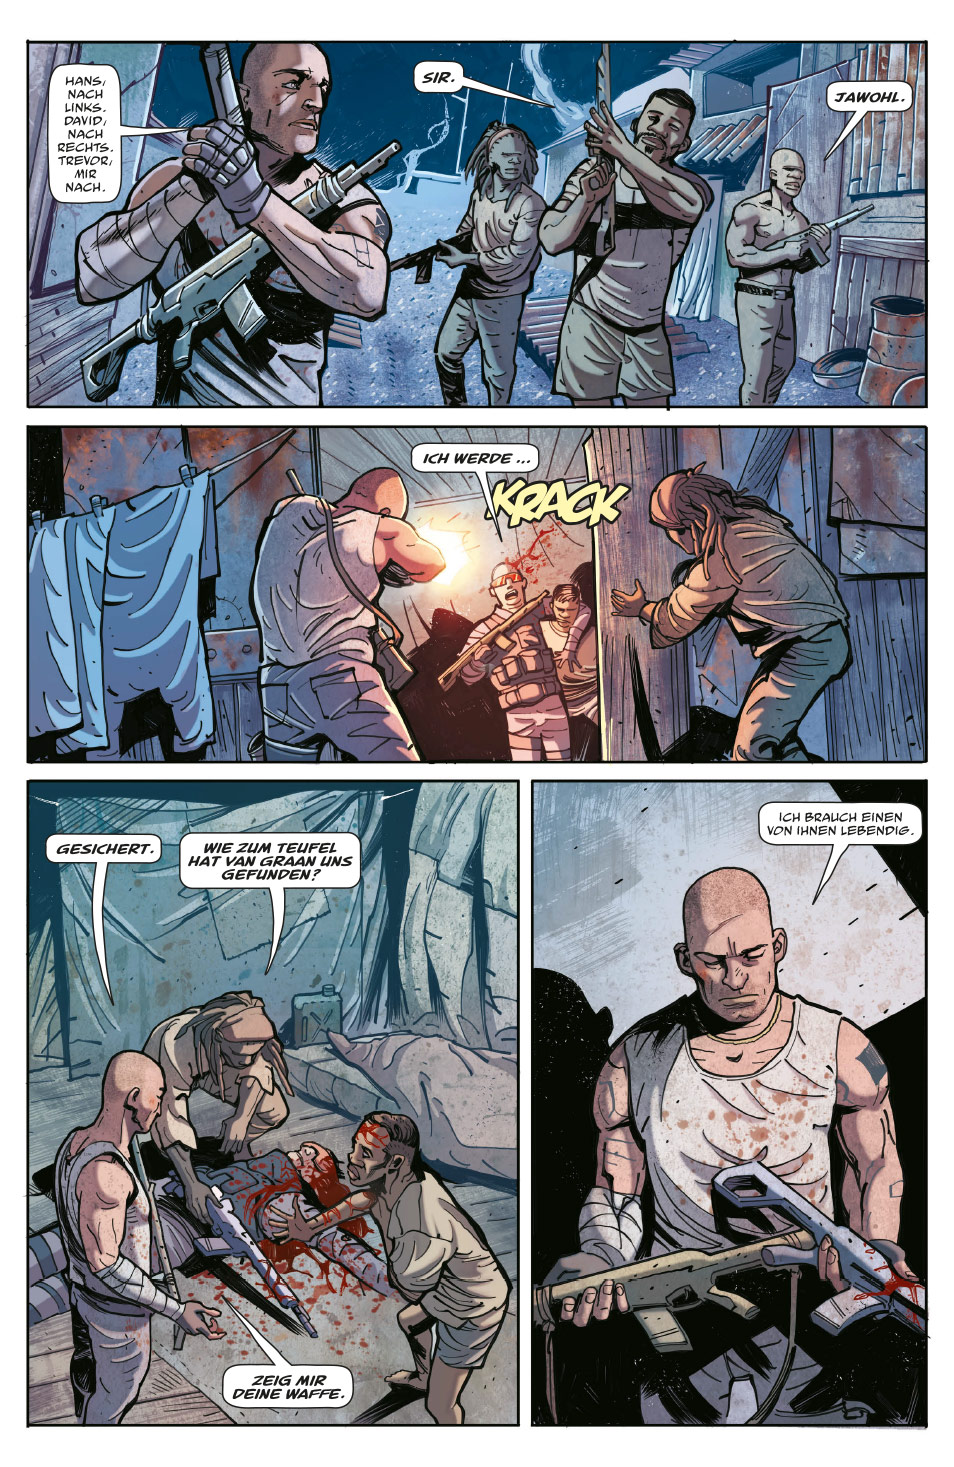 HANS,
NACH
LINKS.
DAVID,
NACH
RECHTS.
TREVOR,
MIR
NACH.
SIR.
JAWOHL.
ICH WERDE ...
KRACK
GESICHERT.
WIE ZUM TEUFEL
HAT VAN GRAAN UNS
GEFUNDEN?
ZEIG MIR
DEINE WAFFE.
ICH BRAUCH EINEN
VON IHNEN LEBENDIG.